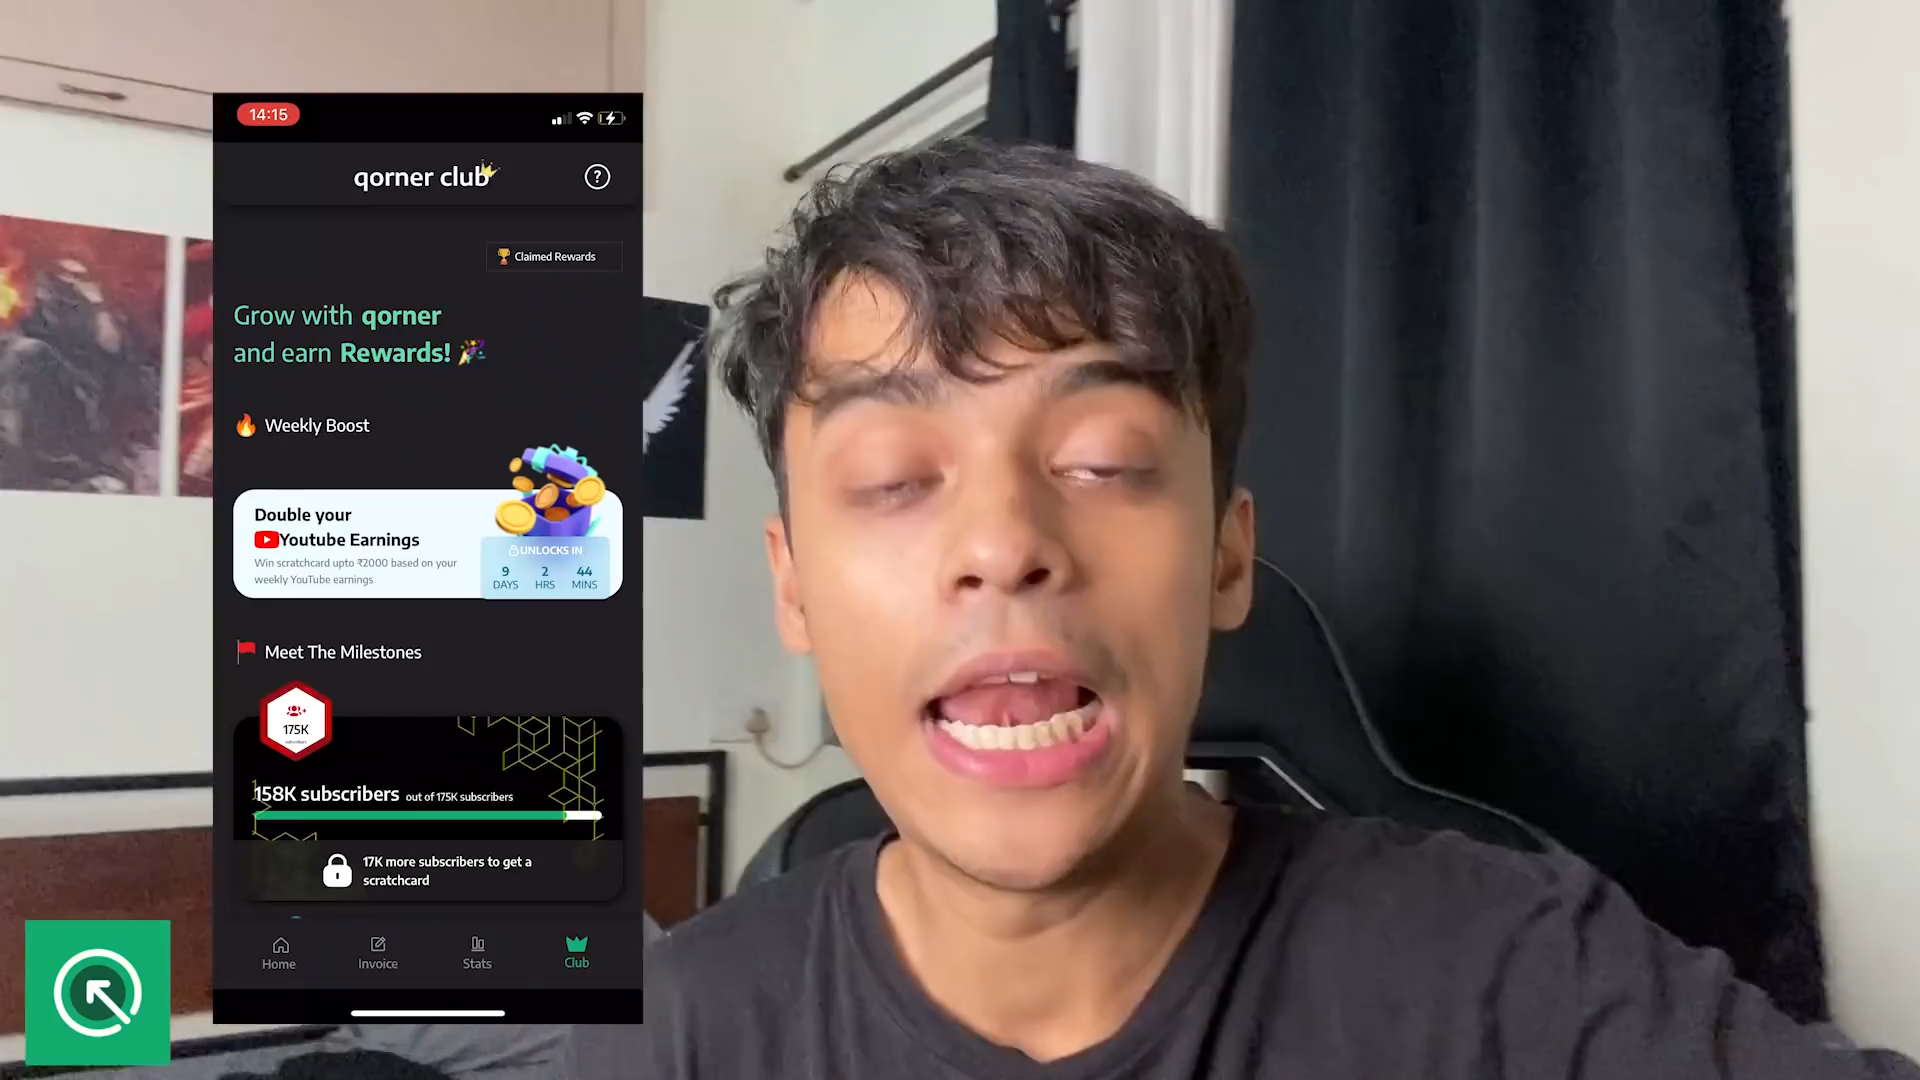 14:15
qorner club
?
Claimed Rewards
Grow with qorner
and earn Rewards!
Weekly Boost
Double your
Youtube Earnings
Win scratchcard upto ₹2000 based on your
weekly YouTube earnings
UNLOCKS IN
9 2 44
DAYS HRS MINS
Meet The Milestones
175K
158K subscribers out of 175K subscribers
17K more subscribers to get a
scratchcard
Home Invoice Stats Club